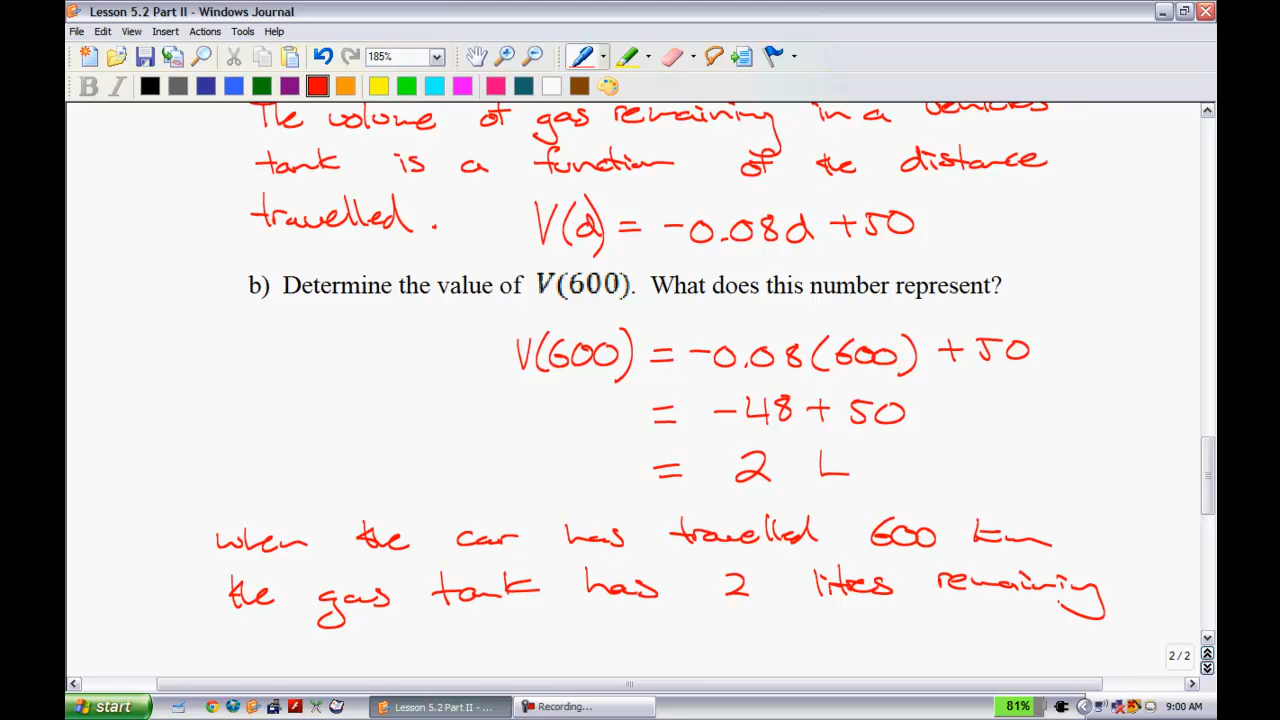 Lesson 5.2 Part II - Windows Journal
File Edit View Insert Actions Tools Help
185%
B I
The volume of gas remaining in a vehicles
tank is a function of the distance
travelled. V(d) = -0.08d +50
b) Determine the value of V(600). What does this number represent?
V(600) = -0.08(600) +50
= -48 + 50
= 2 L
when the car has travelled 600 km
the gas tank has 2 litres remaining
2/2
start Lesson 5.2 Part II - ... Recording... 81% 9:00 AM